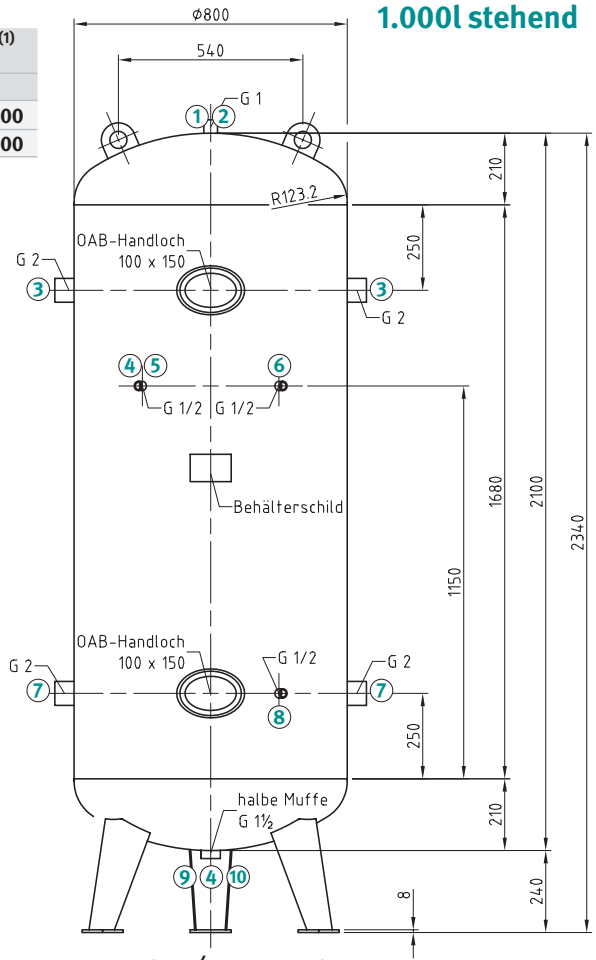 Ø800
1.000l stehend
(1)
540
00
00
1
2
G 1
210
R123.2
OAB-Handloch
100 x 150
250
G 2
3
3
G 2
4
5
6
G 1/2
G 1/2
Behälterschild
1680
2100
2340
1150
OAB-Handloch
100 x 150
G 1/2
G 2
G 2
7
7
8
250
halbe Muffe
G 1½
210
9
4
10
8
240